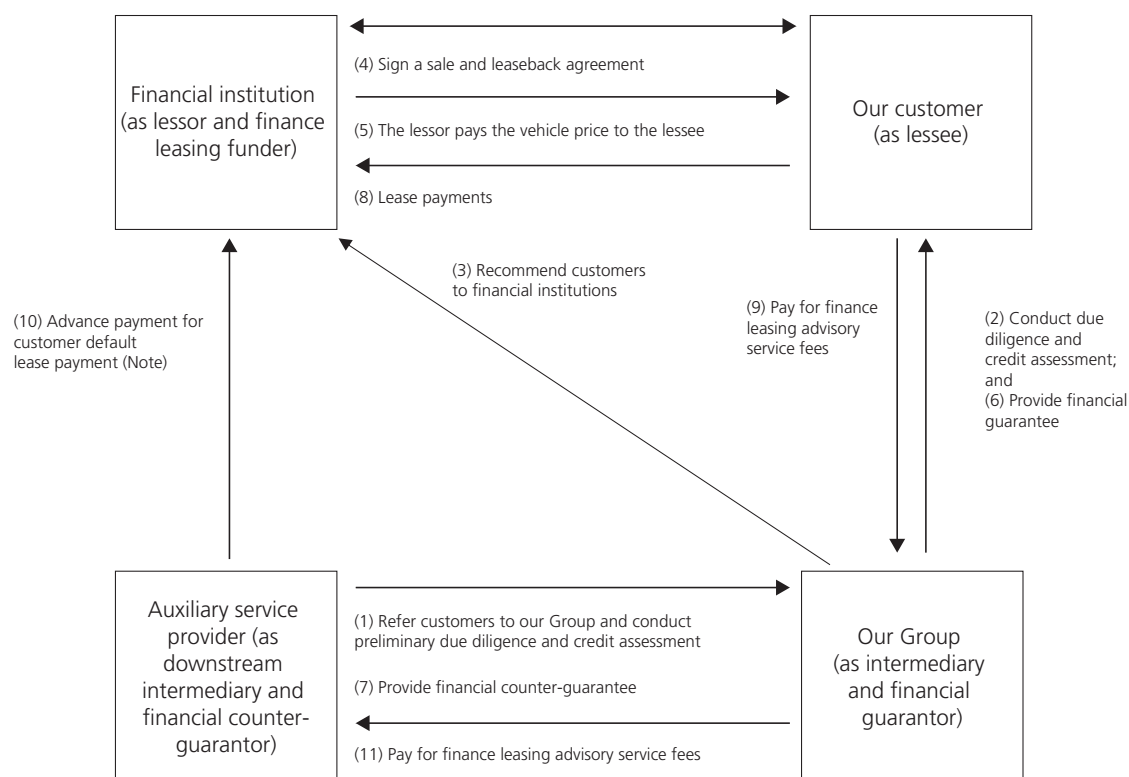 Financial institution
(as lessor and finance
leasing funder)
(4) Sign a sale and leaseback agreement
(5) The lessor pays the vehicle price to the lessee
(8) Lease payments
Our customer
(as lessee)
(3) Recommend customers
to financial institutions
(10) Advance payment for
customer default
lease payment (Note)
(9) Pay for finance
leasing advisory
service fees
(2) Conduct due
diligence and
credit assessment;
and
(6) Provide financial
guarantee
Auxiliary service
provider (as
downstream
intermediary and
financial counter-
guarantor)
(1) Refer customers to our Group and conduct
preliminary due diligence and credit assessment
(7) Provide financial counter-guarantee
(11) Pay for finance leasing advisory service fees
Our Group
(as intermediary
and financial
guarantor)